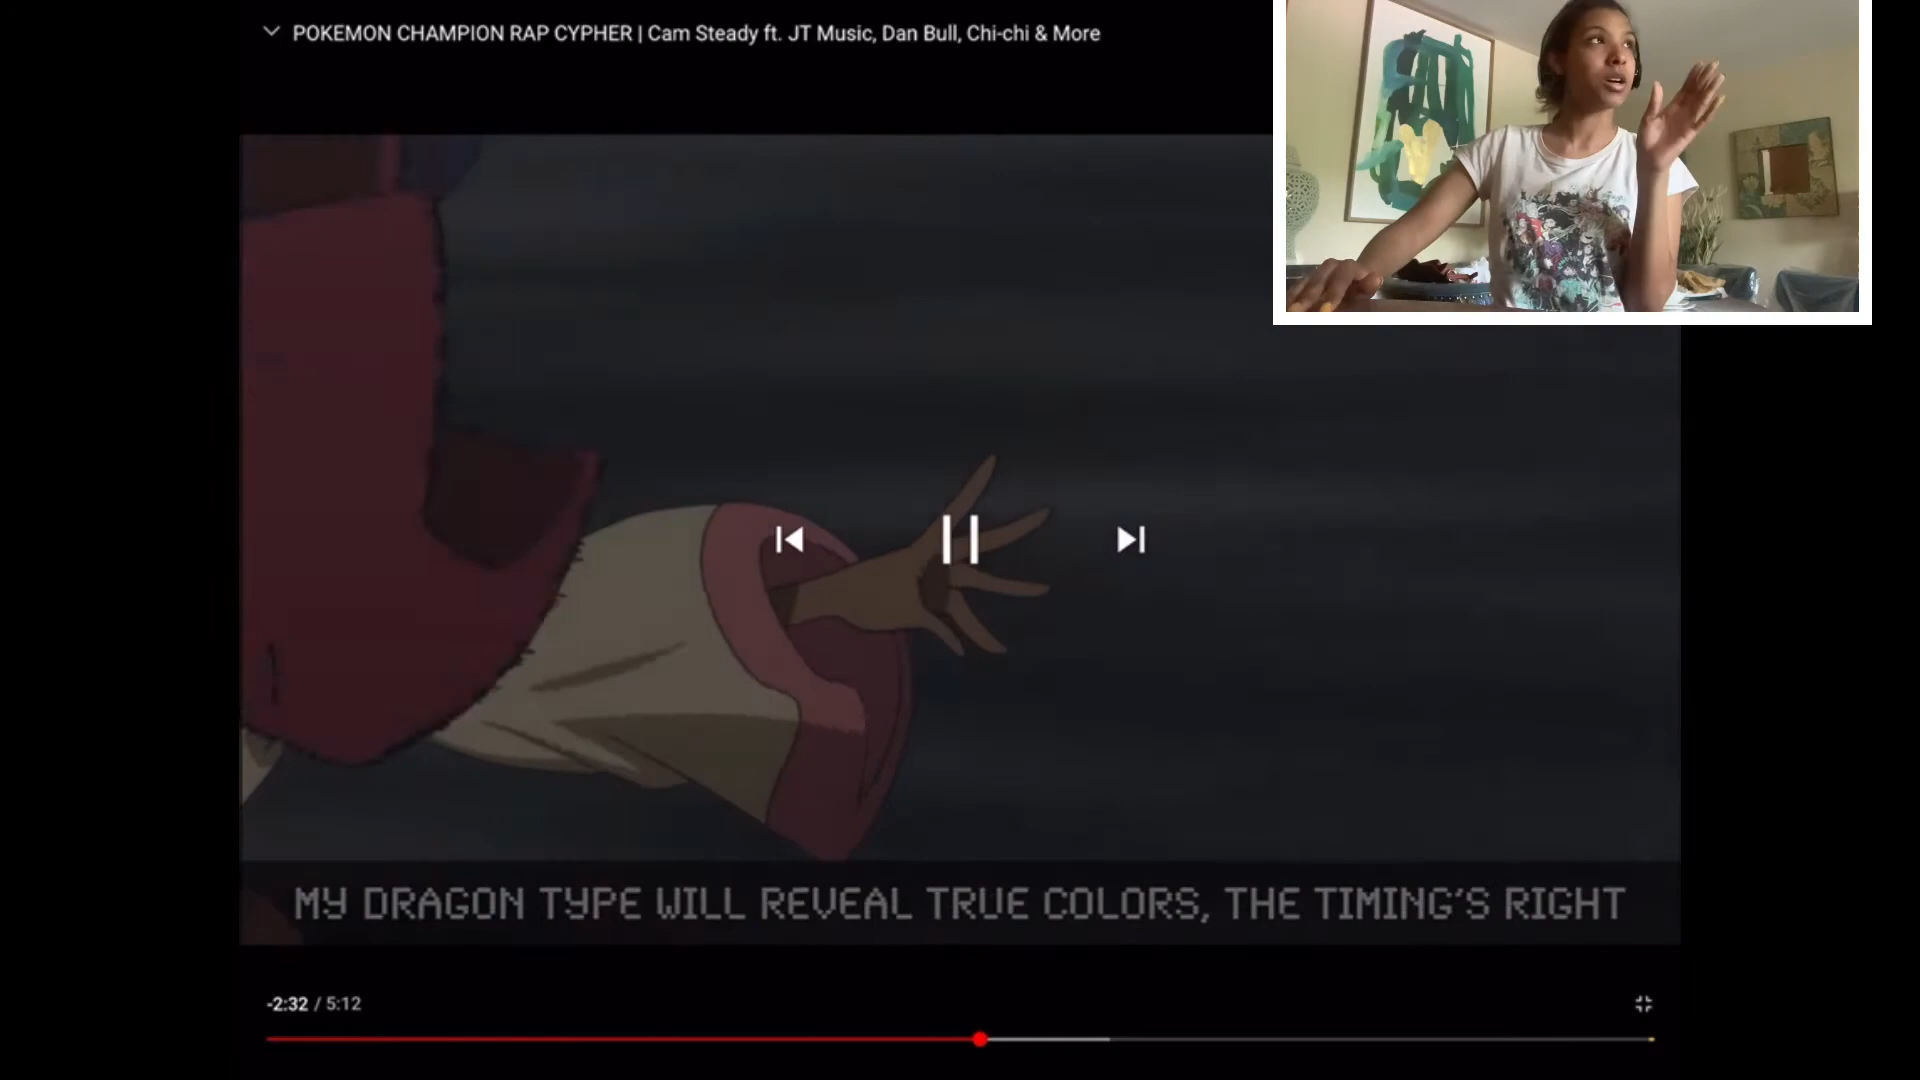 POKEMON CHAMPION RAP CYPHER | Cam Steady ft. JT Music, Dan Bull, Chi-chi & More
MY DRAGON TYPE WILL REVEAL TRUE COLORS, THE TIMING'S RIGHT
-2:32 / 5:12